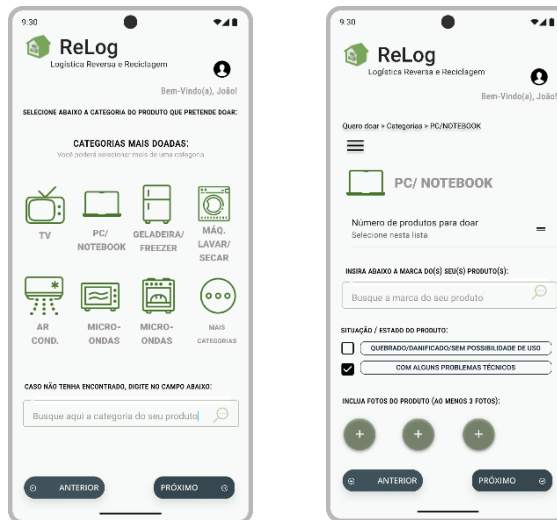 9:30
ReLog
Logística Reversa e Reciclagem
Bem-Vindo(a), João!
SELECIONE ABAIXO A CATEGORIA DO PRODUTO QUE PRETENDE DOAR:
CATEGORIAS MAIS DOADAS:
Você poderá selecionar mais de uma categoria
TV
PC/
NOTEBOOK
GELADEIRA/
FREEZER
MÁQ.
LAVAR/
SECAR
AR
COND.
MICRO-
ONDAS
MICRO-
ONDAS
MAIS
CATEGORIAS
CASO NÃO TENHA ENCONTRADO, DIGITE NO CAMPO ABAIXO:
Busque aqui a categoria do seu produto
ANTERIOR
PRÓXIMO
9:30
ReLog
Logística Reversa e Reciclagem
Bem-Vindo(a), João!
Quero doar > Categorias > PC/NOTEBOOK
PC/ NOTEBOOK
Número de produtos para doar
Selecione nesta lista
INSIRA ABAIXO A MARCA DO(S) SEU(S) PRODUTO(S):
Busque a marca do seu produto
SITUAÇÃO / ESTADO DO PRODUTO:
QUEBRADO/DANIFICADO/SEM POSSIBILIDADE DE USO
COM ALGUNS PROBLEMAS TÉCNICOS
INCLUA FOTOS DO PRODUTO (AO MENOS 3 FOTOS):
+ + +
ANTERIOR
PRÓXIMO